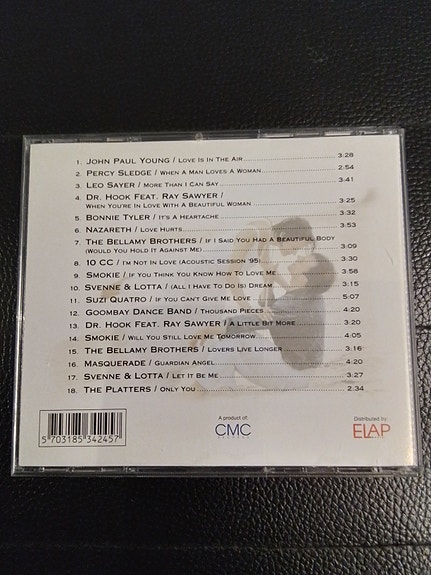 1. JOHN PAUL YOUNG / LOVE IS IN THE AIR 3:28
2. PERCY SLEDGE / WHEN A MAN LOVES A WOMAN 2:54
3. LEO SAYER / MORE THAN I CAN SAY 3:41
4. DR. HOOK FEAT. RAY SAWYER /
WHEN YOU'RE IN LOVE WITH A BEAUTIFUL WOMAN 3:25
5. BONNIE TYLER / IT'S A HEARTACHE 3:32
6. NAZARETH / LOVE HURTS 3:53
7. THE BELLAMY BROTHERS / IF I SAID YOU HAD A BEAUTIFUL BODY
(WOULD YOU HOLD IT AGAINST ME) 3:09
8. 10 CC / I'M NOT IN LOVE (ACOUSTIC SESSION '95) 3:30
9. SMOKIE / IF YOU THINK YOU KNOW HOW TO LOVE ME 3:58
10. SVENNE & LOTTA / (ALL I HAVE TO DO IS) DREAM 3:15
11. SUZI QUATRO / IF YOU CAN'T GIVE ME LOVE 5:07
12. GOOMBAY DANCE BAND / THOUSAND PIECES 4:20
13. DR. HOOK FEAT. RAY SAWYER / A LITTLE BIT MORE 3:20
14. SMOKIE / WILL YOU STILL LOVE ME TOMORROW 4:05
15. THE BELLAMY BROTHERS / LOVERS LIVE LONGER 3:16
16. MASQUERADE / GUARDIAN ANGEL 4:20
17. SVENNE & LOTTA / LET IT BE ME 3:27
18. THE PLATTERS / ONLY YOU 2:34
5 703185 342457
A product of:
CMC
Distributed by:
ELAP